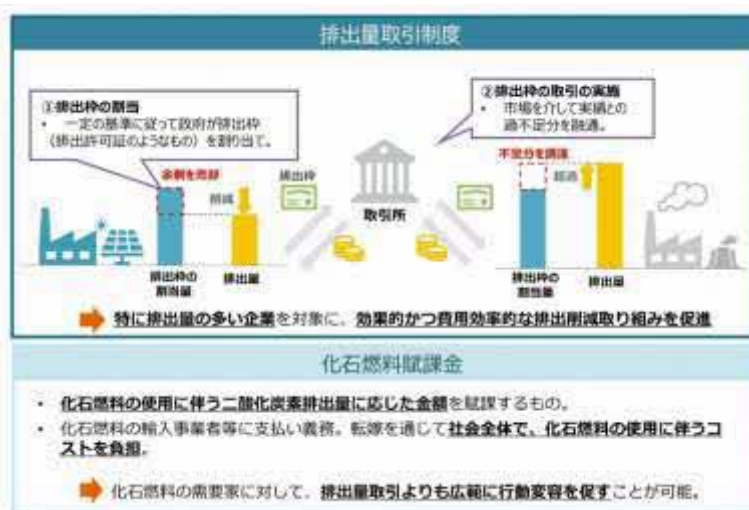 排出量取引制度
①排出枠の割当
・ 一定の基準に従って政府が排出枠
（排出許可証のようなもの）を割り当て。
②排出枠の取引の実施
・ 市場を介して実績との
過不足分を融通。
余剰を売却
削減
排出枠
取引所
不足分を調達
超過
排出枠の
割当量
排出量
排出枠の
割当量
排出量
特に排出量の多い企業を対象に、効果的かつ費用効率的な排出削減取り組みを促進
化石燃料賦課金
・ 化石燃料の使用に伴う二酸化炭素排出量に応じた金額を賦課するもの。
・ 化石燃料の輸入事業者等に支払い義務。転嫁を通じて社会全体で、化石燃料の使用に伴うコ
ストを負担。
化石燃料の需要家に対して、排出量取引よりも広範に行動変容を促すことが可能。